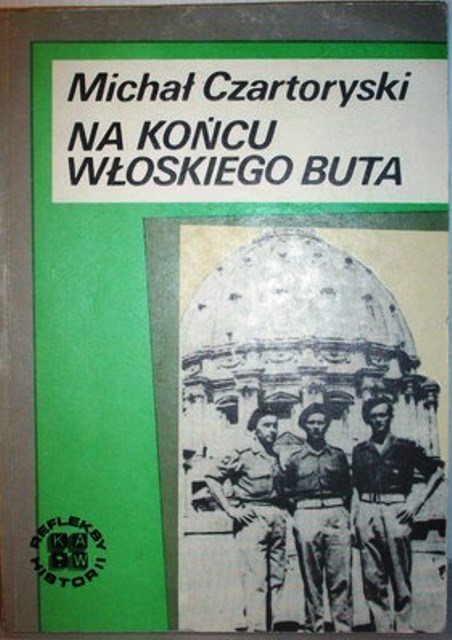 Michał Czartoryski
NA KOŃCU
WŁOSKIEGO BUTA
REFLEKSY
KAW
HISTORII